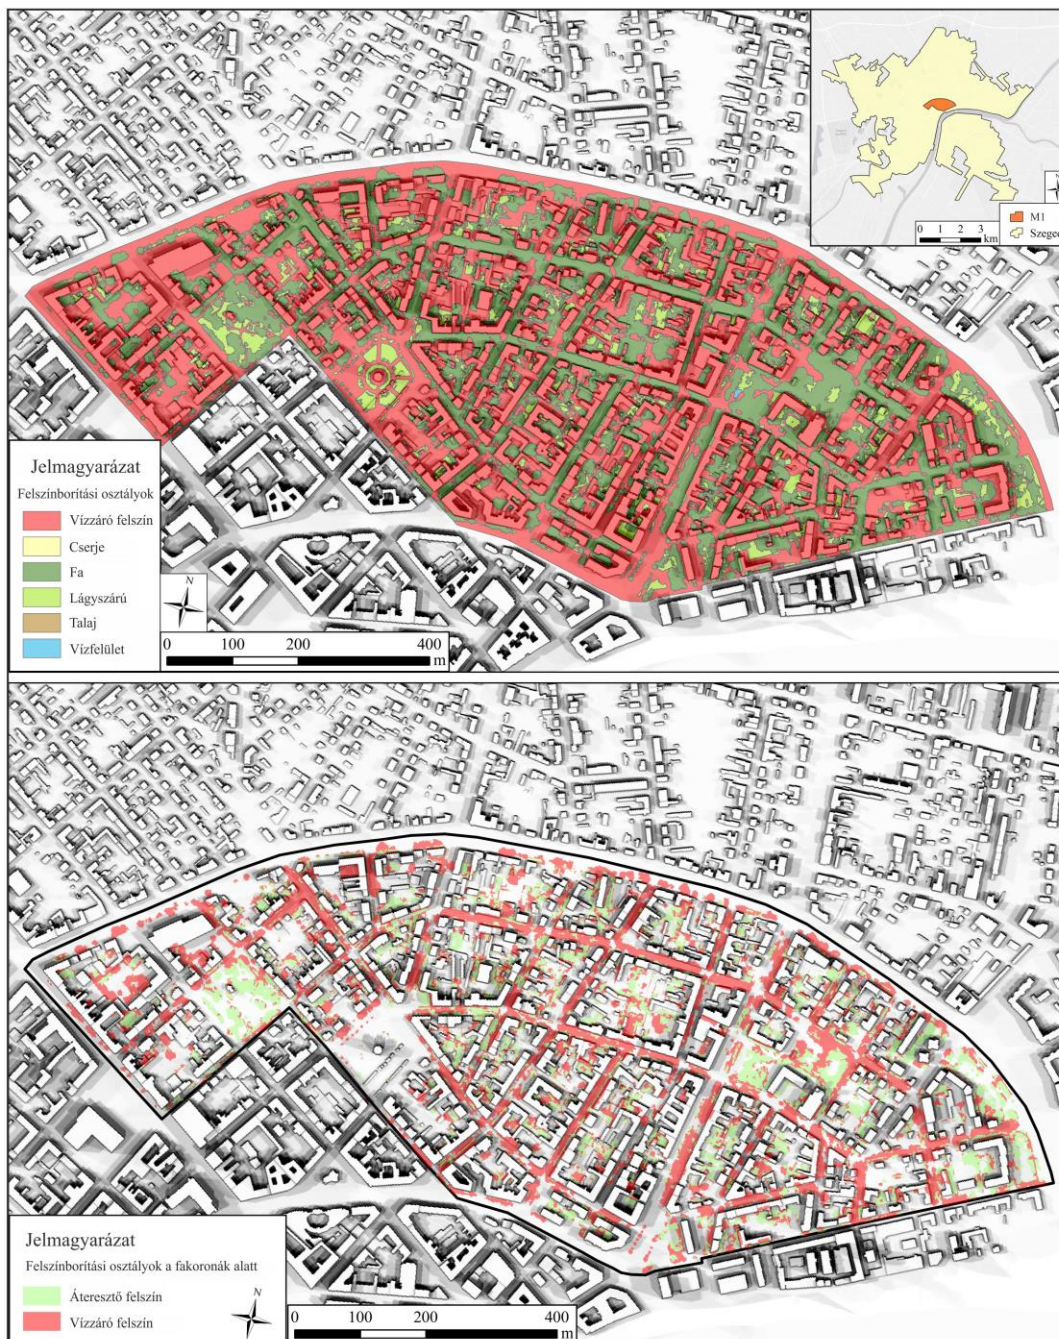 N
0 1 2 3
km
M1
Szeged
Jelmagyarázat
Felszínborítási osztályok
Vízzáró felszín
Cserje
Fa
Lágyszárú
Talaj
Vízfelület
N
0 100 200 400
m
Jelmagyarázat
Felszínborítási osztályok a fakoronák alatt
Áteresztő felszín
Vízzáró felszín
N
0 100 200 400
m